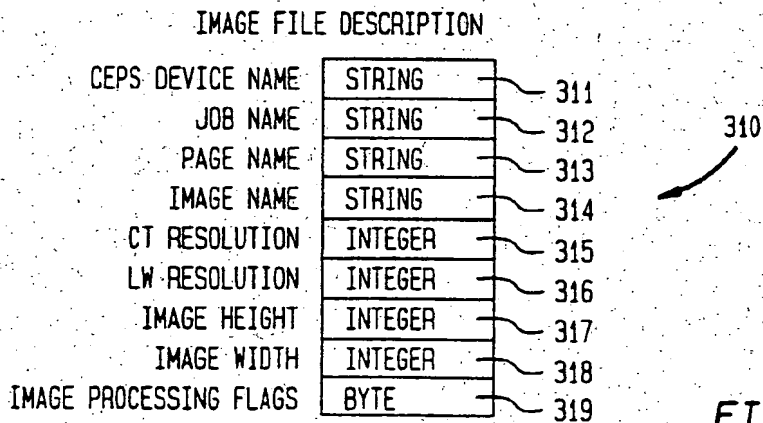 IMAGE FILE DESCRIPTION
CEPS DEVICE NAME STRING 311
JOB NAME STRING 312
310
PAGE NAME STRING 313
IMAGE NAME STRING 314
CT RESOLUTION INTEGER 315
LW RESOLUTION INTEGER 316
IMAGE HEIGHT INTEGER 317
IMAGE WIDTH INTEGER 318
IMAGE PROCESSING FLAGS BYTE 319